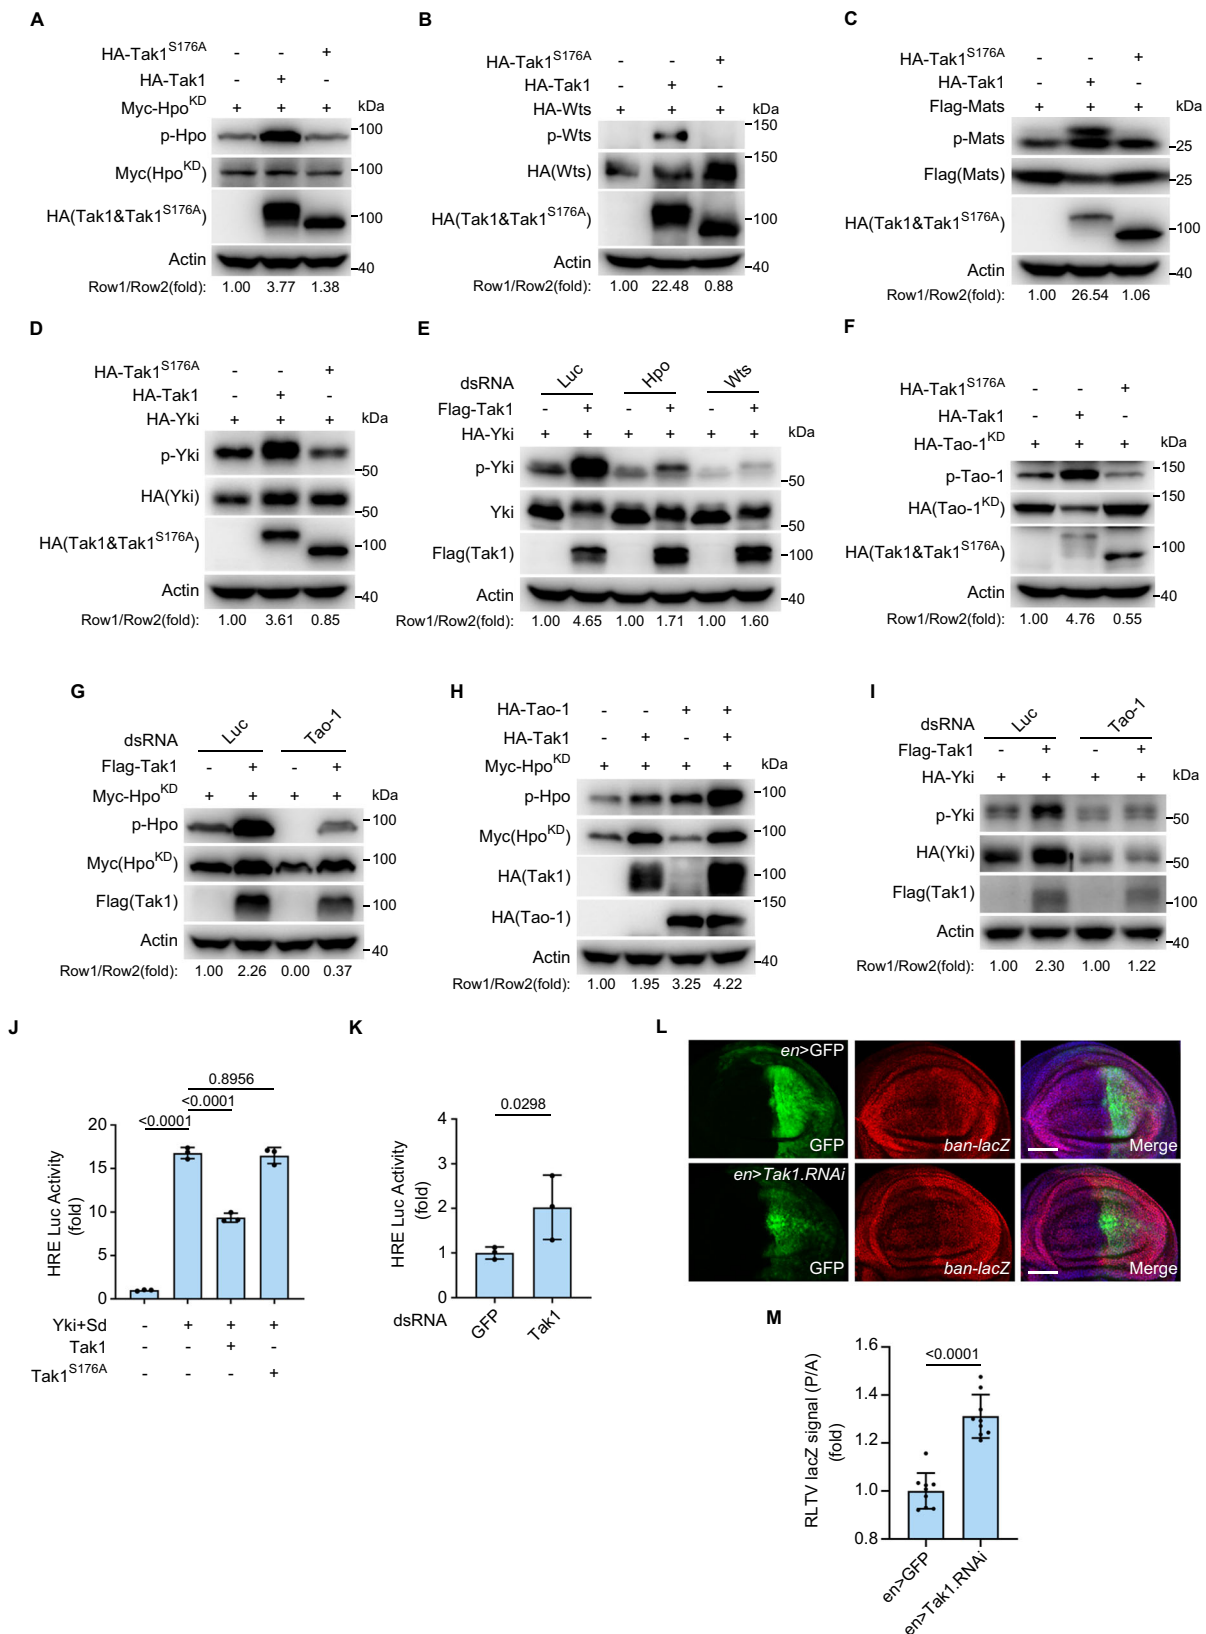 A
HA-Tak1S176A - - +
HA-Tak1 - + -
Myc-HpoKD + + + kDa
p-Hpo 100
Myc(HpoKD) 100
HA(Tak1&Tak1S176A) 100
Actin 40
Row1/Row2(fold): 1.00 3.77 1.38
B
HA-Tak1S176A - - +
HA-Tak1 - + -
HA-Wts + + + kDa
p-Wts 150
HA(Wts) 150
HA(Tak1&Tak1S176A) 100
Actin 40
Row1/Row2(fold): 1.00 22.48 0.88
C
HA-Tak1S176A - - +
HA-Tak1 - + -
Flag-Mats + + + kDa
p-Mats 25
Flag(Mats) 25
HA(Tak1&Tak1S176A) 100
Actin 40
Row1/Row2(fold): 1.00 26.54 1.06
D
HA-Tak1S176A - - +
HA-Tak1 - + -
HA-Yki + + + kDa
p-Yki 50
HA(Yki) 50
HA(Tak1&Tak1S176A) 100
Actin 40
Row1/Row2(fold): 1.00 3.61 0.85
E
dsRNA Luc Hpo Wts
Flag-Tak1 - + - + - +
HA-Yki + + + + + + kDa
p-Yki 50
Yki 50
Flag(Tak1) 100
Actin 40
Row1/Row2(fold): 1.00 4.65 1.00 1.71 1.00 1.60
F
HA-Tak1S176A - - +
HA-Tak1 - + -
HA-Tao-1KD + + + kDa
p-Tao-1 150
HA(Tao-1KD) 150
HA(Tak1&Tak1S176A) 100
Actin 40
Row1/Row2(fold): 1.00 4.76 0.55
G
dsRNA Luc Tao-1
Flag-Tak1 - + - +
Myc-HpoKD + + + + kDa
p-Hpo 100
Myc(HpoKD) 100
Flag(Tak1) 100
Actin 40
Row1/Row2(fold): 1.00 2.26 0.00 0.37
H
HA-Tao-1 - - + +
HA-Tak1 - + - +
Myc-HpoKD + + + + kDa
p-Hpo 100
Myc(HpoKD) 100
HA(Tak1) 100
150
HA(Tao-1)
Actin 40
Row1/Row2(fold): 1.00 1.95 3.25 4.22
I
dsRNA Luc Tao-1
Flag-Tak1 - + - +
HA-Yki + + + + kDa
p-Yki 50
HA(Yki) 50
Flag(Tak1) 100
Actin 40
Row1/Row2(fold): 1.00 2.30 1.00 1.22
J
0.8956
<0.0001
<0.0001
HRE Luc Activity
(fold)
20
15
10
5
0
Yki+Sd - + + +
Tak1 - - + -
Tak1S176A - - - +
K
0.0298
HRE Luc Activity
(fold)
4
3
2
1
0
dsRNA GFP Tak1
L
en>GFP
GFP ban-lacZ Merge
en>Tak1.RNAi
GFP ban-lacZ Merge
M
<0.0001
RLTV lacZ signal (P/A)
(fold)
1.6
1.4
1.2
1.0
0.8
en>GFP en>Tak1.RNAi